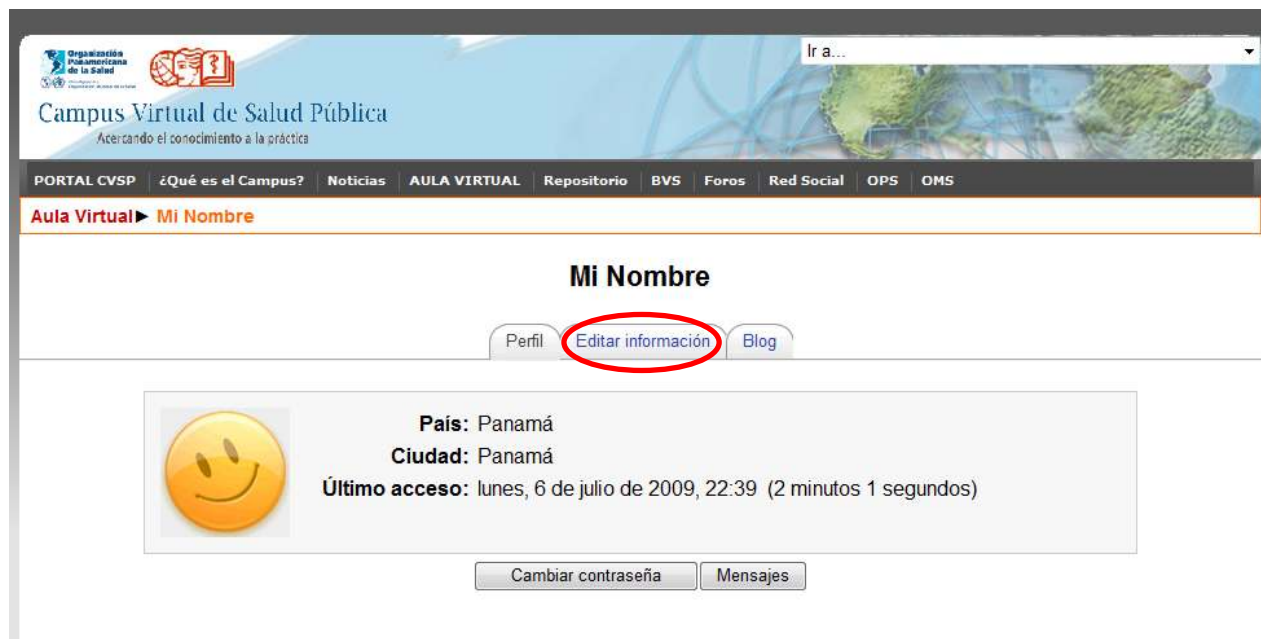 Organización
Panamericana
de la Salud
Ir a...
Campus Virtual de Salud Pública
Acercando el conocimiento a la práctica
PORTAL CVSP ¿Qué es el Campus? Noticias AULA VIRTUAL Repositorio BVS Foros Red Social OPS OMS
Aula Virtual► Mi Nombre
Mi Nombre
Perfil Editar información Blog
País: Panamá
Ciudad: Panamá
Último acceso: lunes, 6 de julio de 2009, 22:39 (2 minutos 1 segundos)
Cambiar contraseña Mensajes